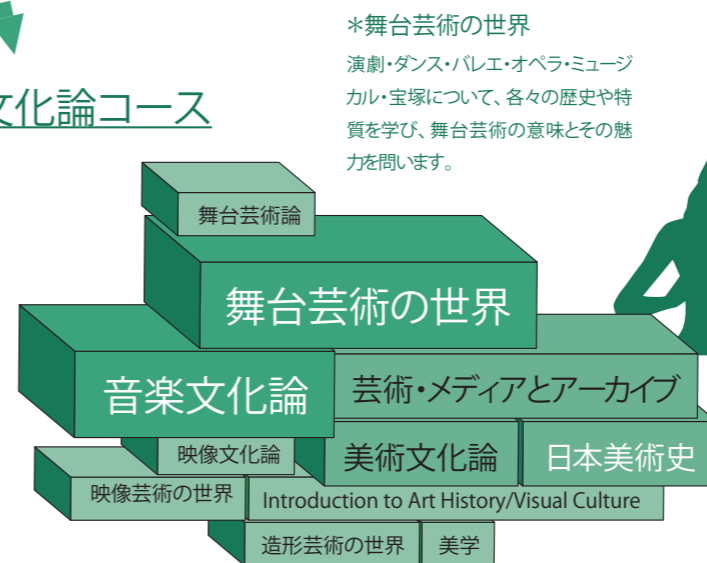 *舞台芸術の世界
演劇・ダンス・バレエ・オペラ・ミュージ
カル・宝塚について、各々の歴史や特
質を学び、舞台芸術の意味とその魅
力を問います。
文化論コース
舞台芸術論
舞台芸術の世界
音楽文化論
芸術・メディアとアーカイブ
映像文化論
美術文化論
日本美術史
映像芸術の世界
Introduction to Art History/Visual Culture
造形芸術の世界
美学